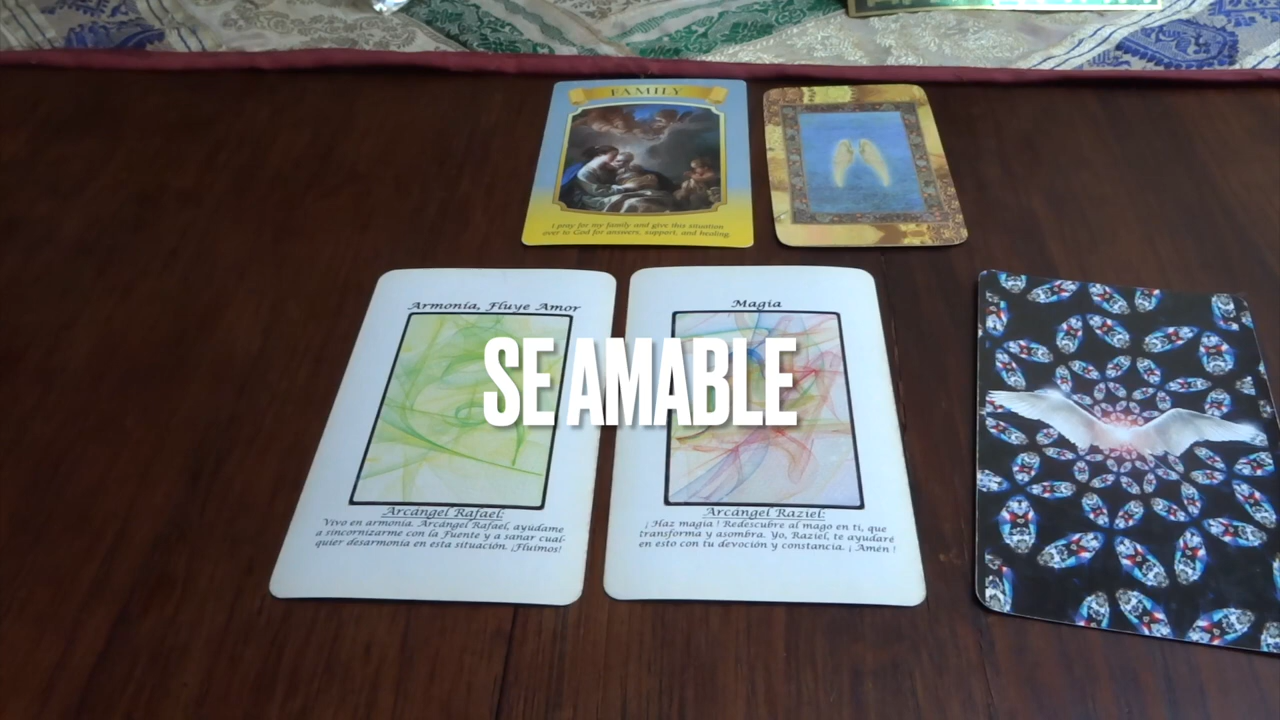 FAMILY
I pray for my family and give this situation
over to God for answers, support, and healing.
Armonía, Fluye Amor
Magia
SE AMABLE
Arcángel Rafael:
Vivo en armonía. Arcángel Rafael, ayúdame
a sincornizarme con la Fuente y a sanar cual-
quier desarmonía en esta situación. ¡Fluimos!
Arcángel Raziel:
¡ Haz magia ! Redescubre al mago en ti, que
transforma y asombra. Yo, Raziel, te ayudaré
en esto con tu devoción y constancia. ¡ Amén !